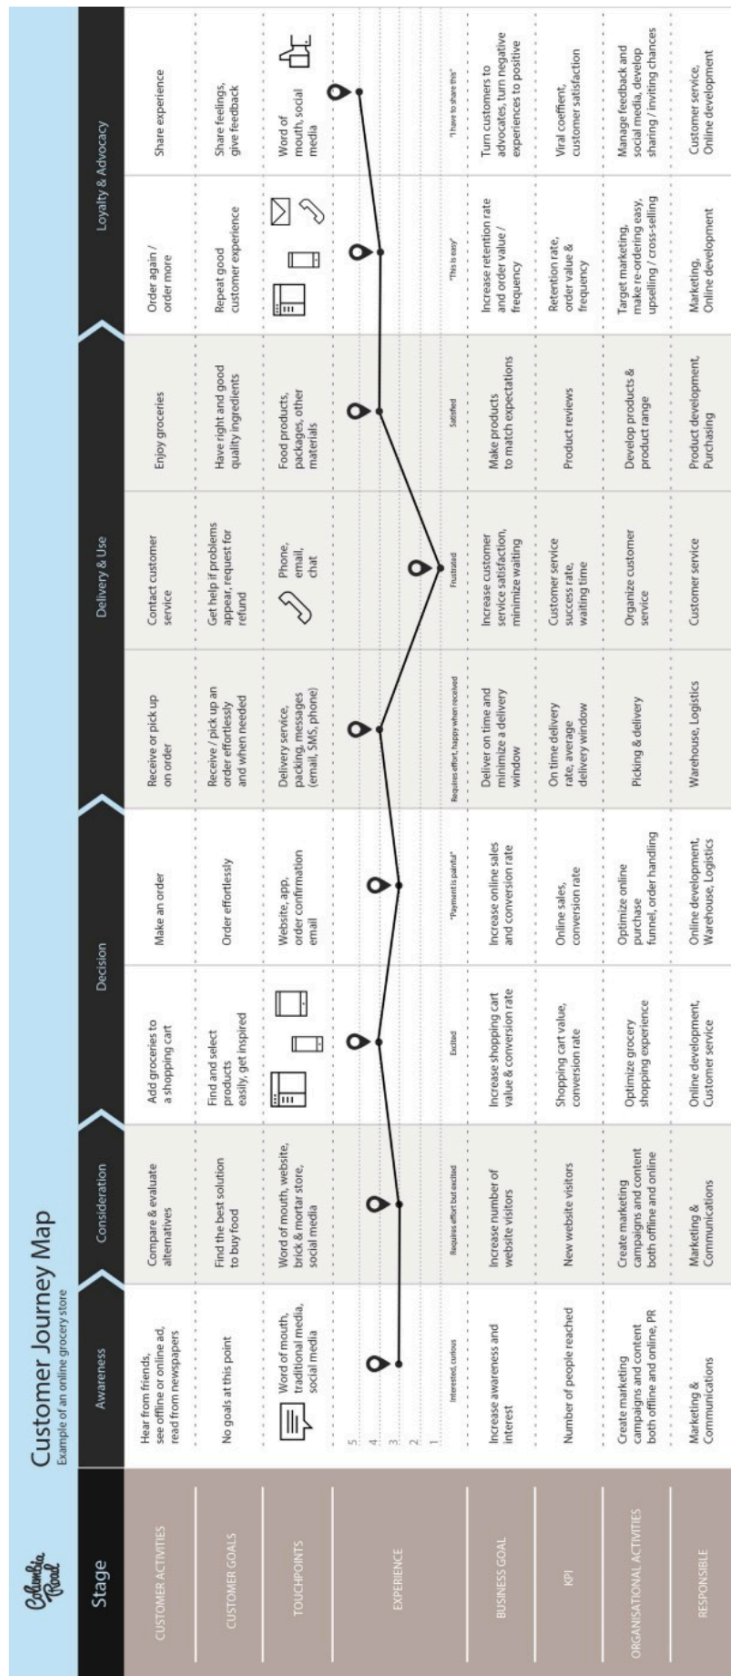 Columbia
Road
Customer Journey Map
Example of an online grocery store
Stage
Awareness
Consideration
Decision
Delivery & Use
Loyalty & Advocacy
CUSTOMER ACTIVITIES
Hear from friends,
see offline or online ad,
read from newspapers
Compare & evaluate
alternatives
Add groceries to
a shopping cart
Make an order
Receive or pick up
on order
Contact customer
service
Enjoy groceries
Order again /
order more
Share experience
CUSTOMER GOALS
No goals at this point
Find the best solution
to buy food
Find and select
products
easily, get inspired
Order effortlessly
Receive / pick up an
order effortlessly
and when needed
Get help if problems
appear, request for
refund
Have right and good
quality ingredients
Repeat good
customer experience
Share feelings,
give feedback
TOUCHPOINTS
Word of mouth,
traditional media,
social media
Word of mouth, website,
brick & mortar store,
social media
Website, app,
order confirmation
email
Delivery service,
packing, messages
(email, SMS, phone)
Phone,
email,
chat
Food products,
packages, other
materials
Word of
mouth, social
media
EXPERIENCE
5
4
3
2
1
Interested, curious
Requires effort but excited
Excited
"Payment is painful"
Requires effort, happy when received
Frustrated
Satisfied
"This is easy"
"I have to share this"
BUSINESS GOAL
Increase awareness and
interest
Increase number of
website visitors
Increase shopping cart
value & conversion rate
Increase online sales
and conversion rate
Deliver on time and
minimize a delivery
window
Increase customer
service satisfaction,
minimize waiting
Make products
to match expectations
Increase retention rate
and order value /
frequency
Turn customers to
advocates, turn negative
experiences to positive
KPI
Number of people reached
New website visitors
Shopping cart value,
conversion rate
Online sales,
conversion rate
On time delivery
rate, average
delivery window
Customer service
success rate,
waiting time
Product reviews
Retention rate,
order value &
frequency
Viral coeffient,
customer satisfaction
ORGANISATIONAL ACTIVITIES
Create marketing
campaigns and content
both offline and online, PR
Create marketing
campaigns and content
both offline and online
Optimize grocery
shopping experience
Optimize online
purchase
funnel, order handling
Picking & delivery
Organize customer
service
Develop products &
product range
Target marketing,
make re-ordering easy,
upselling / cross-selling
Manage feedback and
social media, develop
sharing / inviting chances
RESPONSIBLE
Marketing &
Communications
Marketing &
Communications
Online development,
Customer service
Online development,
Warehouse, Logistics
Warehouse, Logistics
Customer service
Product development,
Purchasing
Marketing,
Online development
Customer service,
Online development